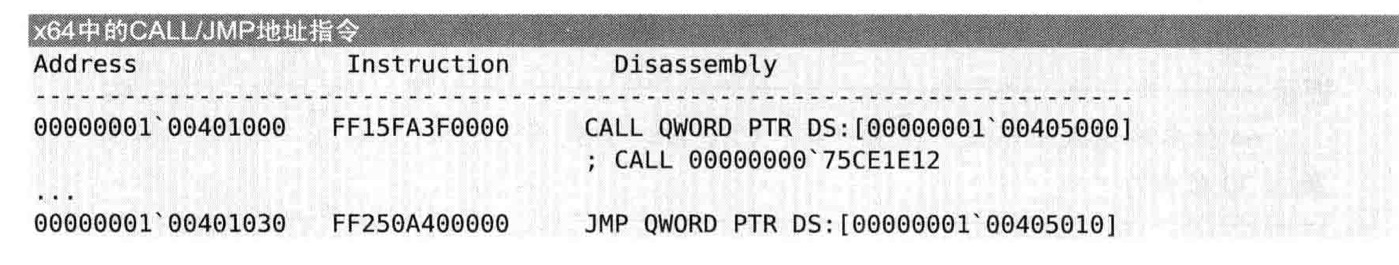 x64中的CALL/JMP地址指令
Address Instruction Disassembly
--------------------------------------------------------------------------------
00000001`00401000 FF15FA3F0000 CALL QWORD PTR DS:[00000001`00405000]
; CALL 00000000`75CE1E12
...
00000001`00401030 FF250A400000 JMP QWORD PTR DS:[00000001`00405010]